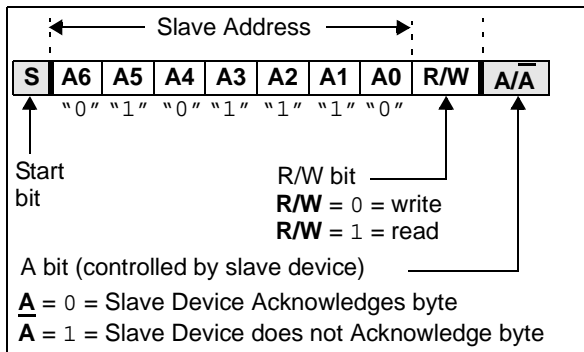 Slave Address
S A6 A5 A4 A3 A2 A1 A0 R/W A/A̅
“0” “1” “0” “1” “1” “1” “0”
Start bit
R/W bit
R/W = 0 = write
R/W = 1 = read
A bit (controlled by slave device)
A = 0 = Slave Device Acknowledges byte
A̅ = 1 = Slave Device does not Acknowledge byte